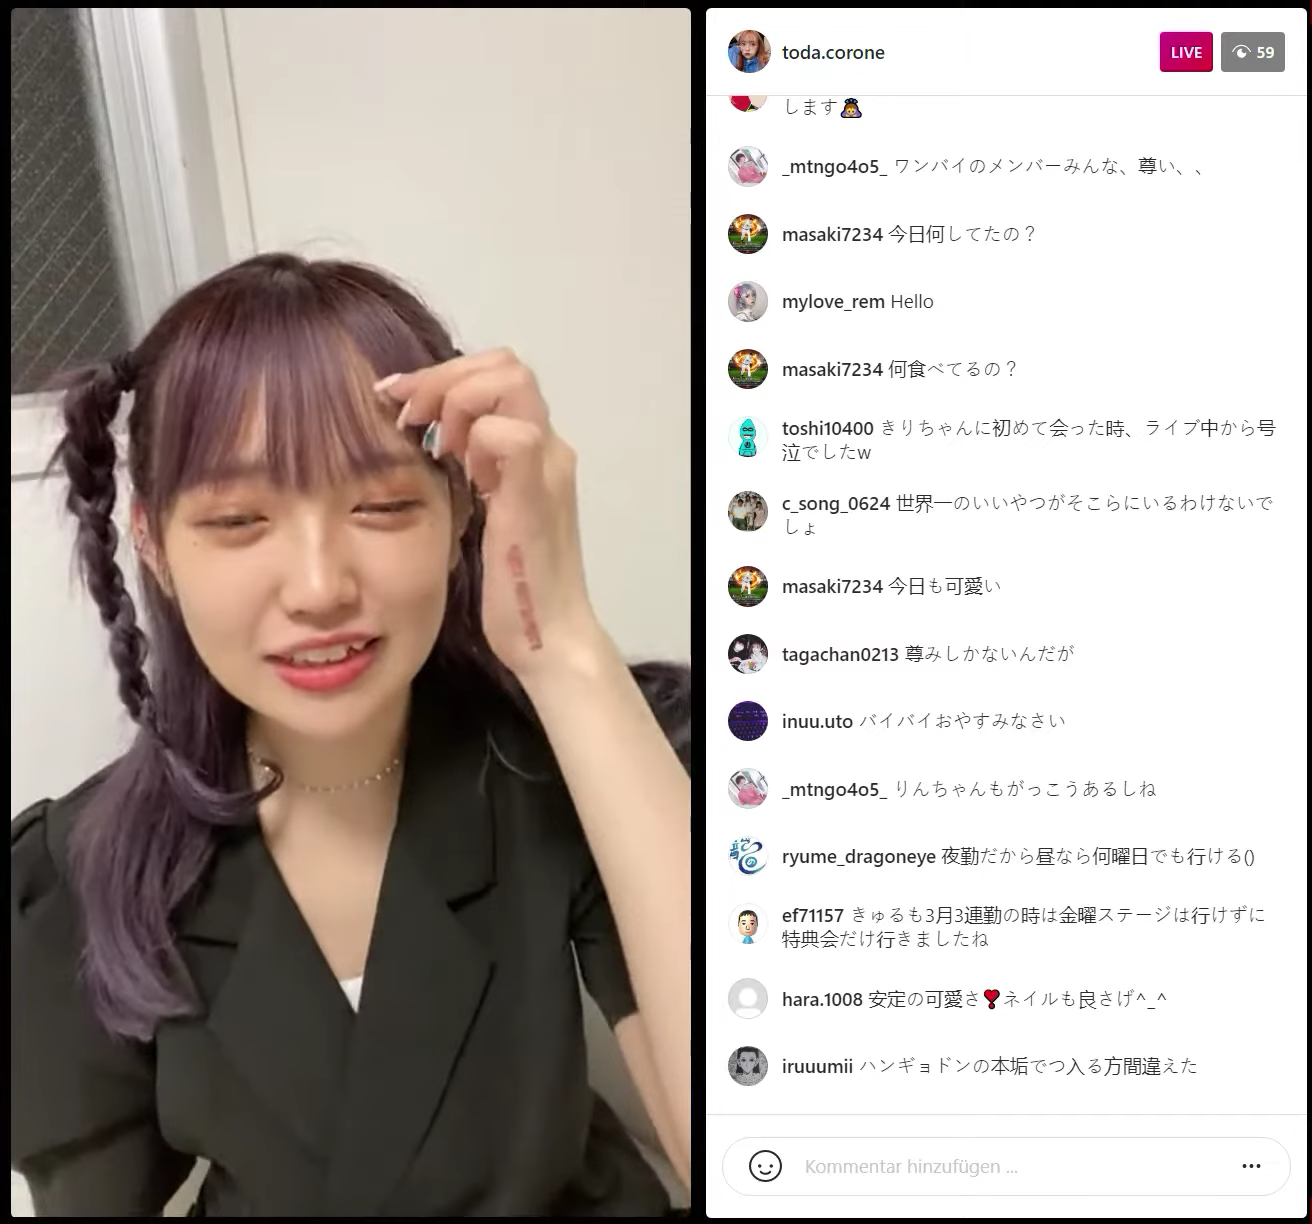 toda.corone
LIVE
59
します🙇
_mtngo4o5_ ワンバイのメンバーみんな、尊い、、
masaki7234 今日何してたの？
mylove_rem Hello
masaki7234 何食べてるの？
toshi10400 きりちゃんに初めて会った時、ライブ中から号
泣でしたw
c_song_0624 世界一のいいやつがそこらにいるわけないで
しょ
masaki7234 今日も可愛い
tagachan0213 尊みしかないんだが
inuu.uto バイバイおやすみなさい
_mtngo4o5_ りんちゃんもがっこうあるしね
ryume_dragoneye 夜勤だから昼なら何曜日でも行ける()
ef71157 きゅるも3月3連勤の時は金曜ステージは行けずに
特典会だけ行きましたね
hara.1008 安定の可愛さ❣️ネイルも良さげ^_^
iruuumii ハンギョドンの本垢でつ入る方間違えた
Kommentar hinzufügen ...